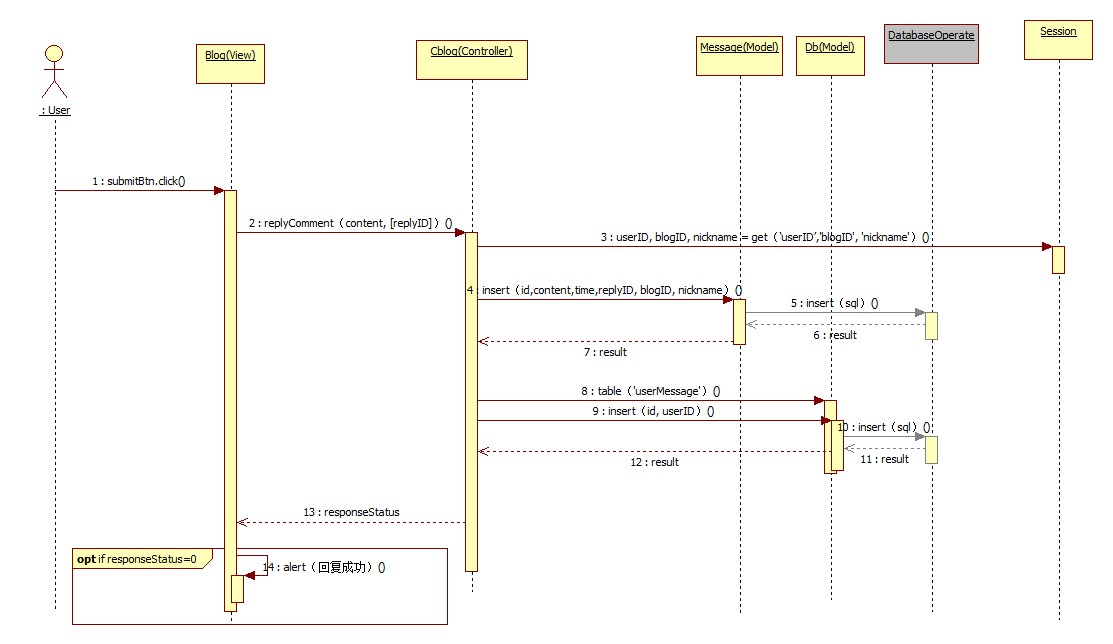 : User
Blog(View)
Cblog(Controller)
Message(Model)
Db(Model)
DatabaseOperate
Session
1 : submitBtn.click()
2 : replyComment（content, [replyID]）()
3 : userID, blogID, nickname = get（'userID','blogID', 'nickname'）()
4 : insert（id,content,time,replyID, blogID, nickname）()
5 : insert（sql）()
6 : result
7 : result
8 : table（'userMessage'）()
9 : insert（id, userID）()
10 : insert（sql）()
11 : result
12 : result
13 : responseStatus
opt if responseStatus=0
14 : alert（回复成功）()